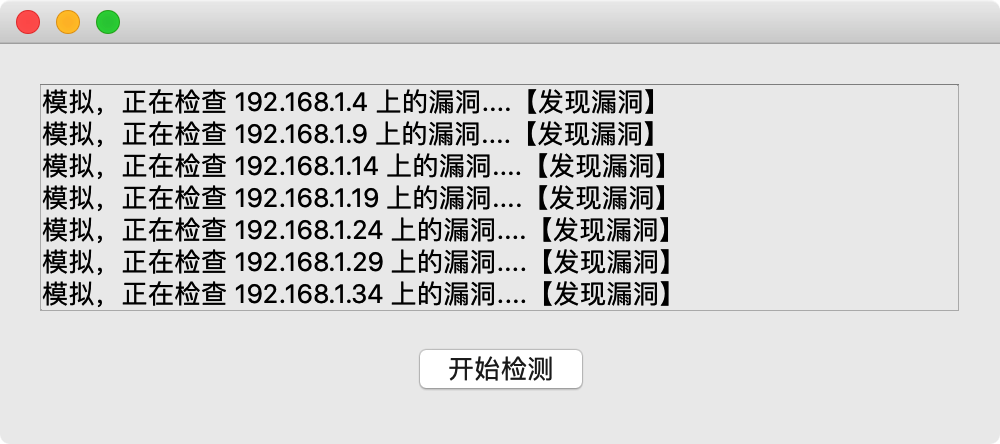 模拟，正在检查 192.168.1.4 上的漏洞....【发现漏洞】
模拟，正在检查 192.168.1.9 上的漏洞....【发现漏洞】
模拟，正在检查 192.168.1.14 上的漏洞....【发现漏洞】
模拟，正在检查 192.168.1.19 上的漏洞....【发现漏洞】
模拟，正在检查 192.168.1.24 上的漏洞....【发现漏洞】
模拟，正在检查 192.168.1.29 上的漏洞....【发现漏洞】
模拟，正在检查 192.168.1.34 上的漏洞....【发现漏洞】
开始检测